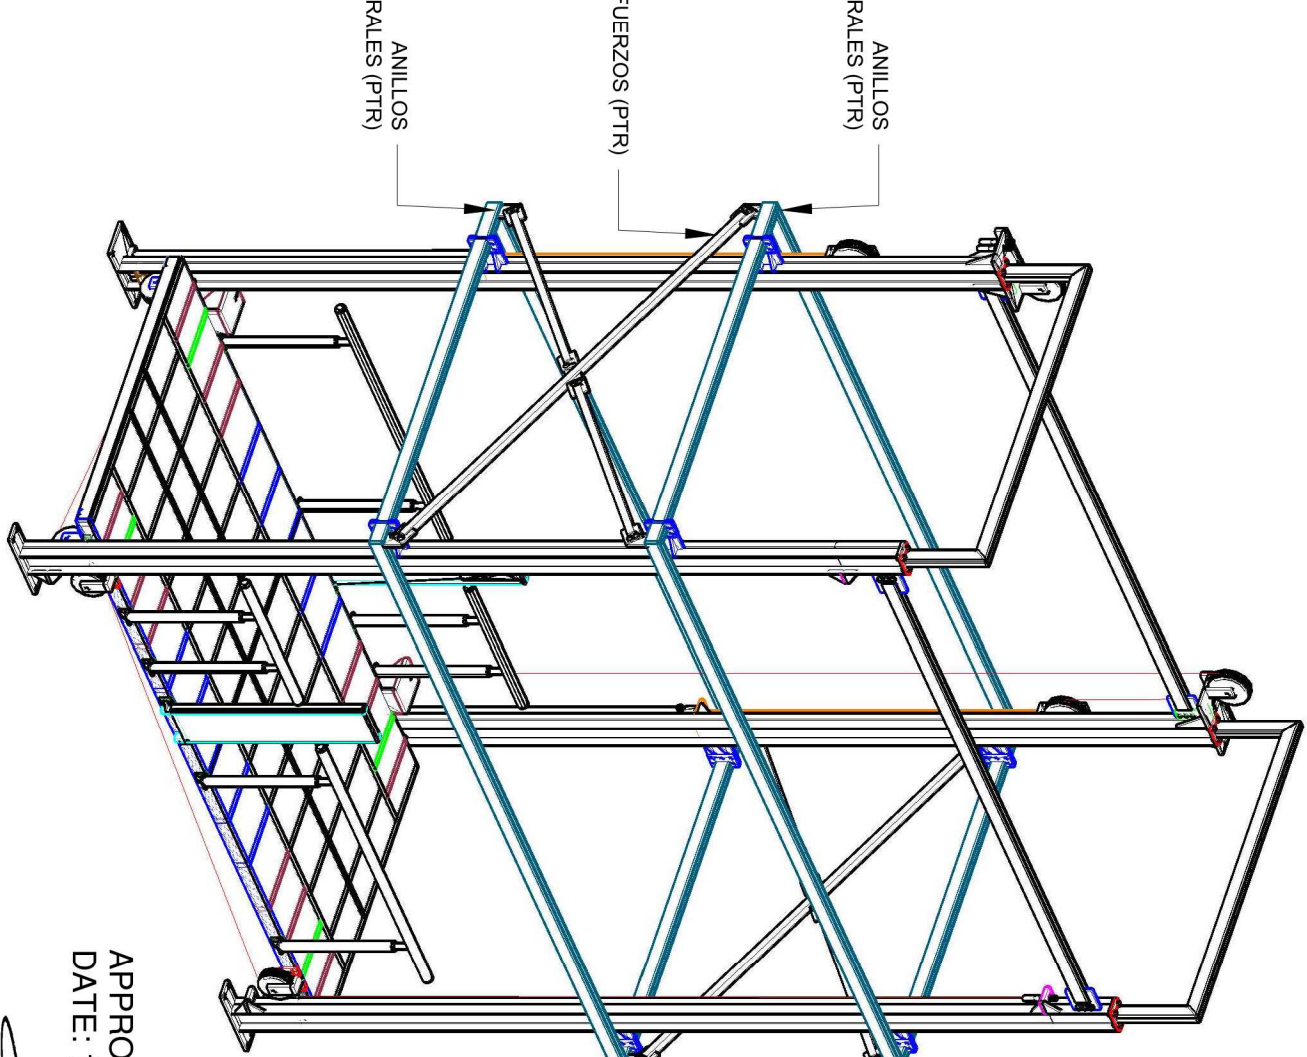 ANILLOS
RALES (PTR)
FUERZOS (PTR)
ANILLOS
RALES (PTR)
APPRO
DATE: